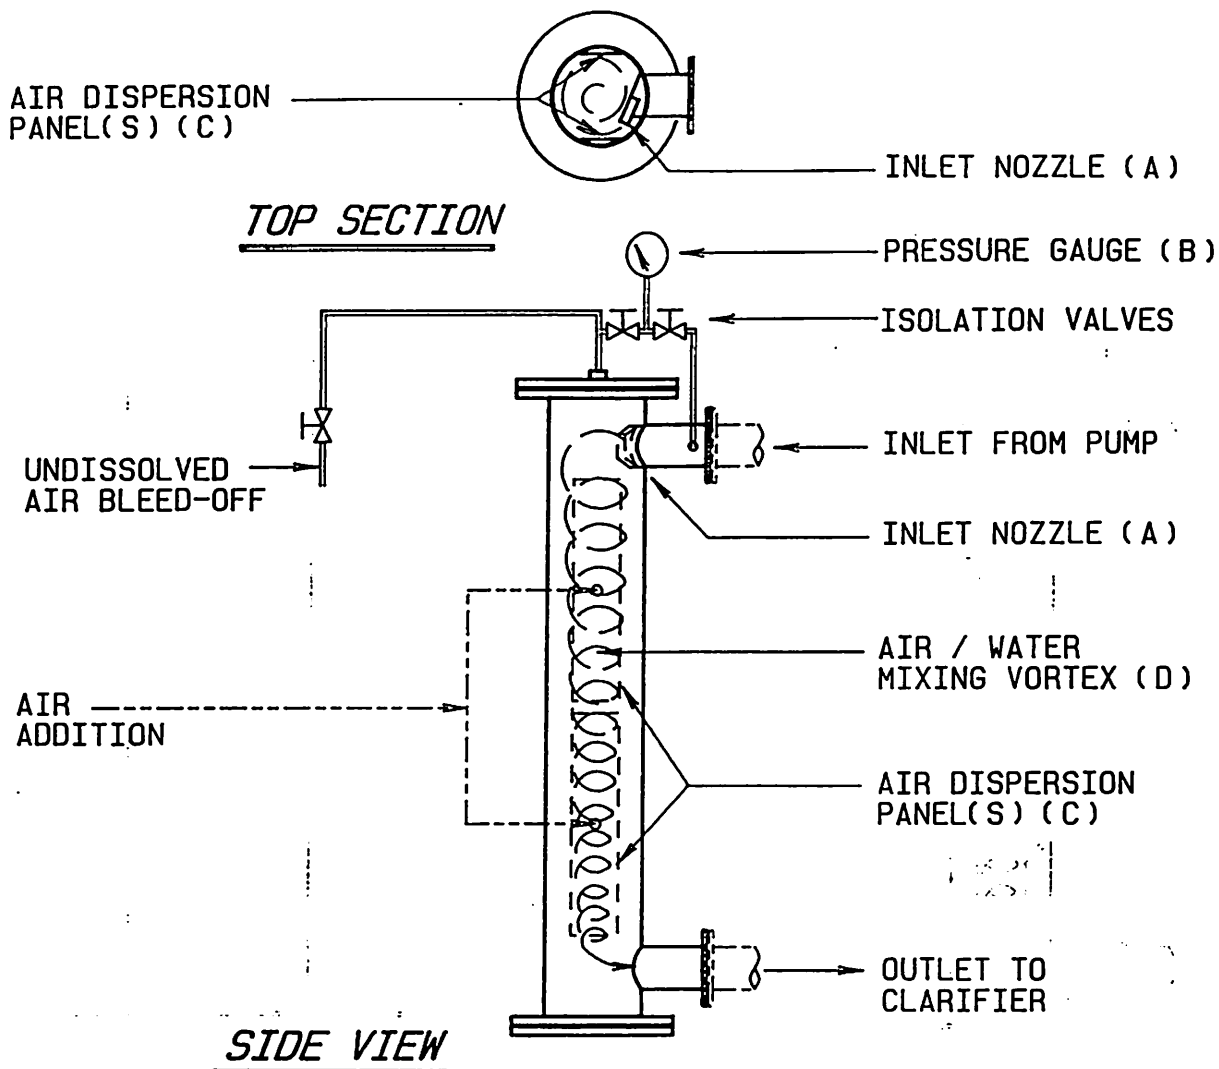 AIR DISPERSION
PANEL(S) (C)
INLET NOZZLE (A)
TOP SECTION
PRESSURE GAUGE (B)
ISOLATION VALVES
INLET FROM PUMP
UNDISSOLVED
AIR BLEED-OFF
INLET NOZZLE (A)
AIR / WATER
MIXING VORTEX (D)
AIR
ADDITION
AIR DISPERSION
PANEL(S) (C)
OUTLET TO
CLARIFIER
SIDE VIEW